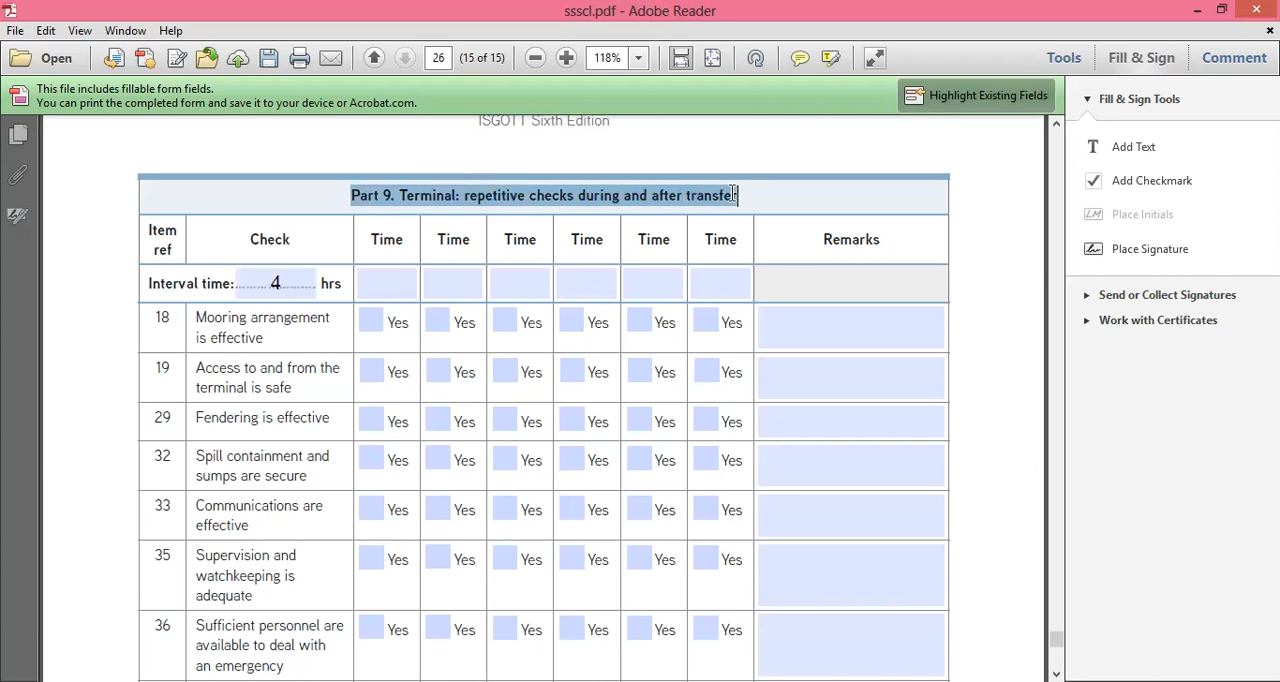 ssscl.pdf - Adobe Reader
File Edit View Window Help
Open 26 (15 of 15) 118% Tools Fill & Sign Comment
This file includes fillable form fields.
You can print the completed form and save it to your device or Acrobat.com.
Highlight Existing Fields
Fill & Sign Tools
T Add Text
Add Checkmark
LM Place Initials
Place Signature
Send or Collect Signatures
Work with Certificates
ISGOTT Sixth Edition
Part 9. Terminal: repetitive checks during and after transfer
Item
ref Check Time Time Time Time Time Time Remarks
Interval time: 4 hrs
18 Mooring arrangement
is effective Yes Yes Yes Yes Yes Yes
19 Access to and from the
terminal is safe Yes Yes Yes Yes Yes Yes
29 Fendering is effective Yes Yes Yes Yes Yes Yes
32 Spill containment and
sumps are secure Yes Yes Yes Yes Yes Yes
33 Communications are
effective Yes Yes Yes Yes Yes Yes
35 Supervision and
watchkeeping is
adequate Yes Yes Yes Yes Yes Yes
36 Sufficient personnel are
available to deal with
an emergency Yes Yes Yes Yes Yes Yes